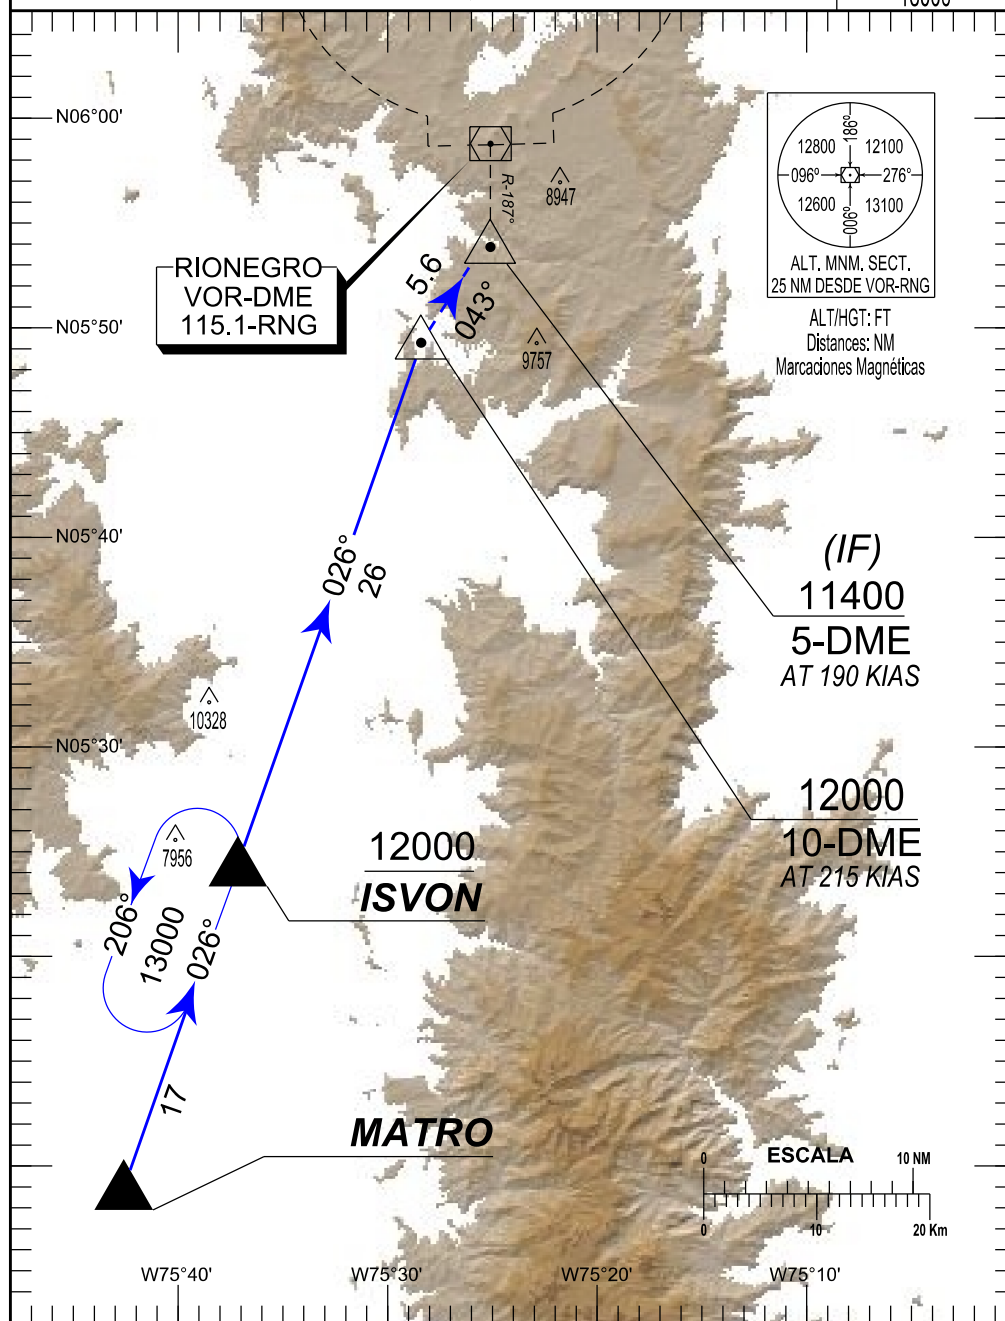 N06°00'
12800
186°
12100
096°
276°
12600
006°
13100
ALT. MNM. SECT.
25 NM DESDE VOR-RNG
ALT/HGT: FT
Distances: NM
Marcaciones Magnéticas
R-187°
8947
RIONEGRO
VOR-DME
115.1-RNG
5.6
043°
N05°50'
9757
N05°40'
026°
26
(IF)
11400
5-DME
AT 190 KIAS
10328
N05°30'
12000
10-DME
AT 215 KIAS
7956
12000
ISVON
206°
13000
026°
17
MATRO
ESCALA
0
10 NM
0
10
20 Km
W75°40'
W75°30'
W75°20'
W75°10'